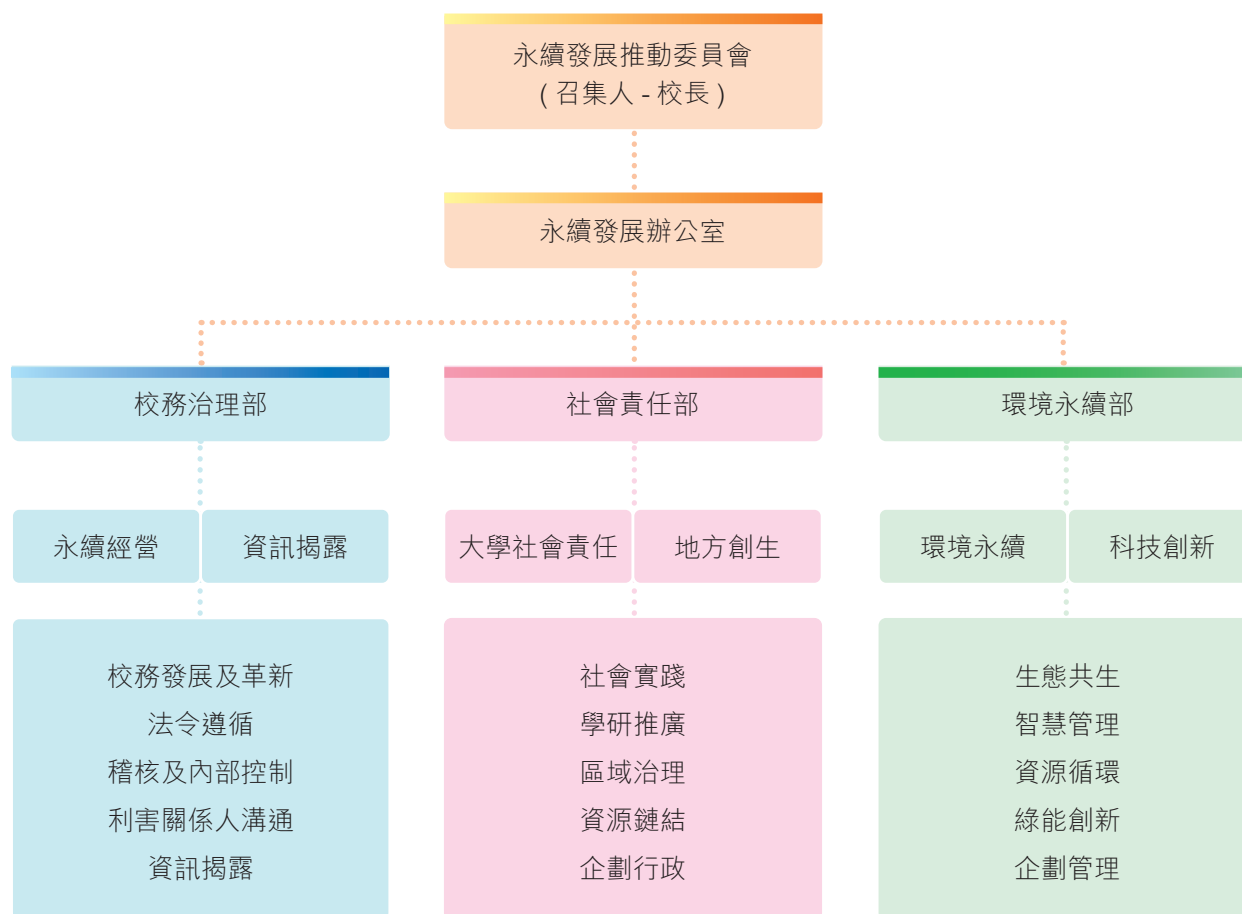 永續發展推動委員會
( 召集人 - 校長 )
永續發展辦公室
校務治理部
社會責任部
環境永續部
永續經營
資訊揭露
大學社會責任
地方創生
環境永續
科技創新
校務發展及革新
法令遵循
稽核及內部控制
利害關係人溝通
資訊揭露
社會實踐
學研推廣
區域治理
資源鏈結
企劃行政
生態共生
智慧管理
資源循環
綠能創新
企劃管理